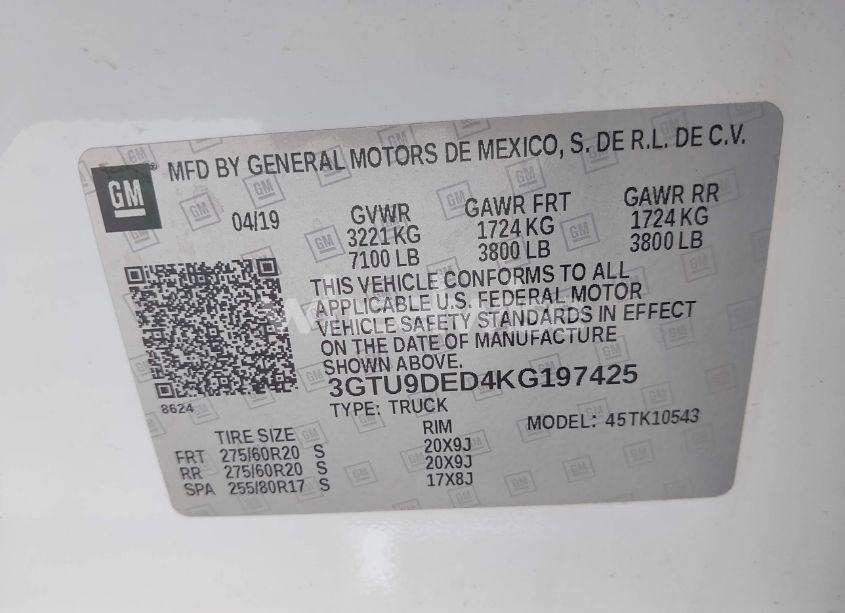 GM
MFD BY GENERAL MOTORS DE MEXICO, S. DE R.L. DE C.V.
04/19
GVWR GAWR FRT GAWR RR
3221 KG 1724 KG 1724 KG
7100 LB 3800 LB 3800 LB
THIS VEHICLE CONFORMS TO ALL
APPLICABLE U.S. FEDERAL MOTOR
VEHICLE SAFETY STANDARDS IN EFFECT
ON THE DATE OF MANUFACTURE
SHOWN ABOVE.
3GTU9DED4KG197425
8624
TYPE: TRUCK
MODEL: 45TK10543
TIRE SIZE RIM
FRT 275/60R20 S 20X9J
RR 275/60R20 S 20X9J
SPA 255/80R17 S 17X8J